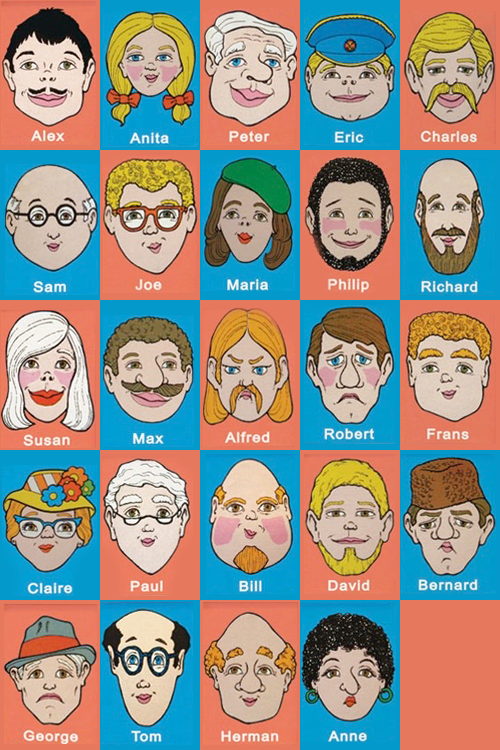 Alex
Anita
Peter
Eric
Charles
Sam
Joe
Maria
Philip
Richard
Susan
Max
Alfred
Robert
Frans
Claire
Paul
Bill
David
Bernard
George
Tom
Herman
Anne